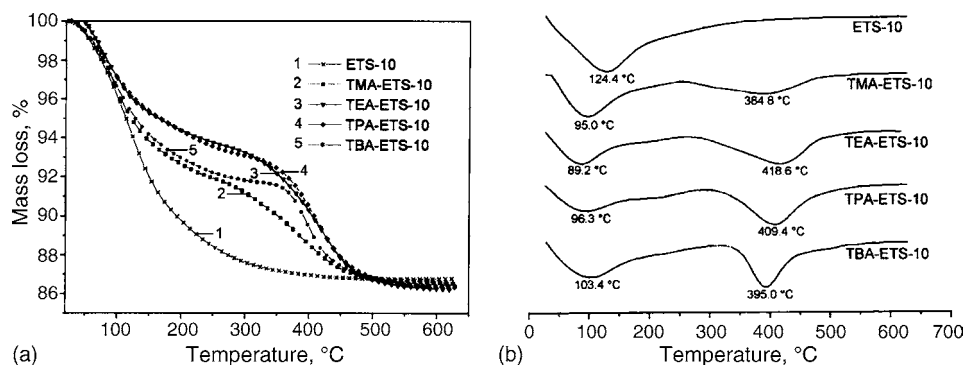 100
98
96
94
92
90
88
86
Mass loss, %
1 ETS-10
2 TMA-ETS-10
3 TEA-ETS-10
4 TPA-ETS-10
5 TBA-ETS-10
5
3
4
2
1
100 200 300 400 500 600
Temperature, °C
(a)
ETS-10
124.4 °C
TMA-ETS-10
95.0 °C
384.8 °C
TEA-ETS-10
89.2 °C
418.6 °C
TPA-ETS-10
96.3 °C
409.4 °C
TBA-ETS-10
103.4 °C
395.0 °C
0 100 200 300 400 500 600 700
Temperature, °C
(b)